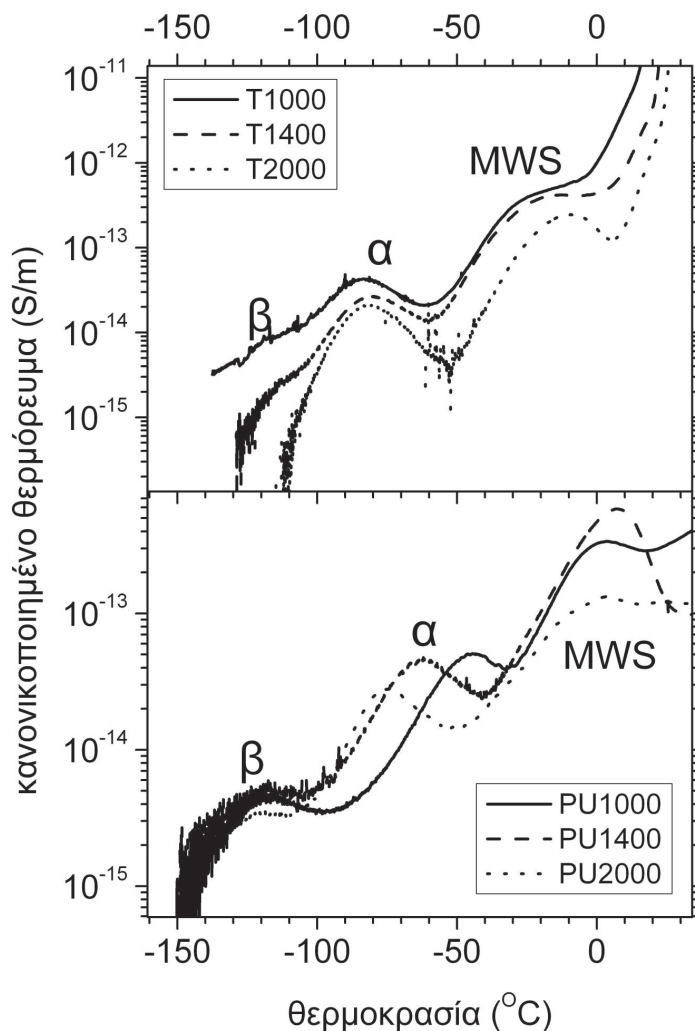 -150 -100 -50 0
10⁻¹¹
10⁻¹²
10⁻¹³
10⁻¹⁴
10⁻¹⁵
T1000
T1400
T2000
MWS
α
β
κανονικοποιημένο θερμόρευμα (S/m)
10⁻¹³
10⁻¹⁴
10⁻¹⁵
α
β
MWS
PU1000
PU1400
PU2000
-150 -100 -50 0
θερμοκρασία (°C)